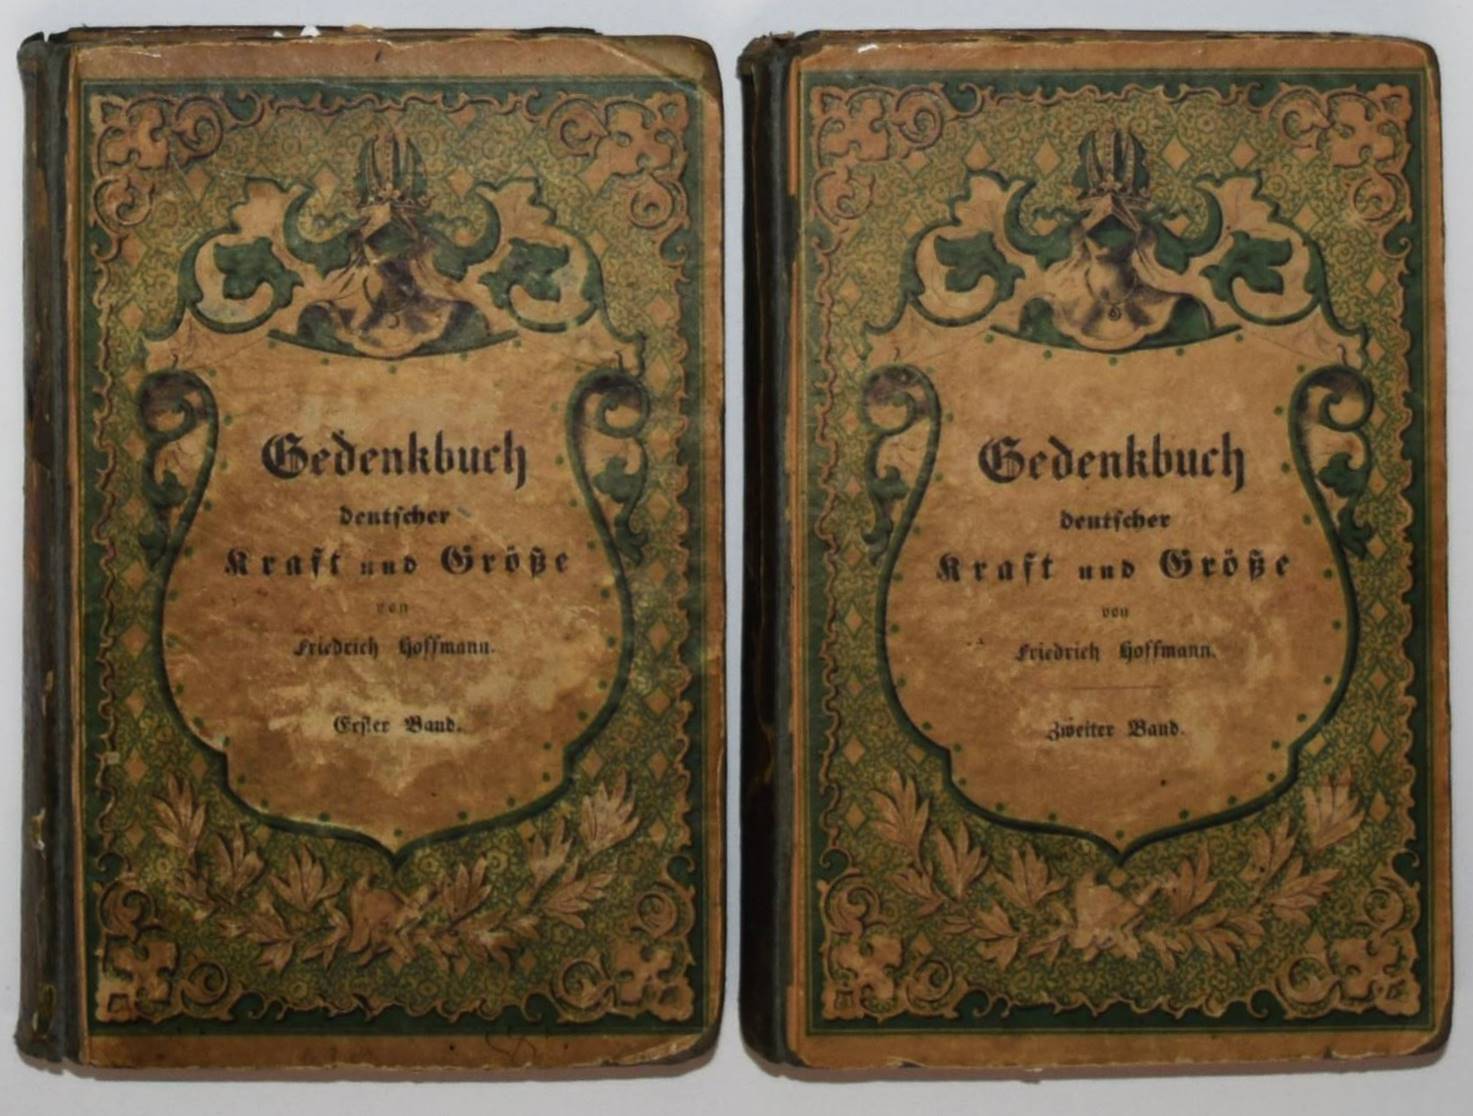 Gedenkbuch
deutscher
Kraft und Größe
von
Friedrich Hoffmann.
Erster Band.
Gedenkbuch
deutscher
Kraft und Größe
von
Friedrich Hoffmann.
Zweiter Band.